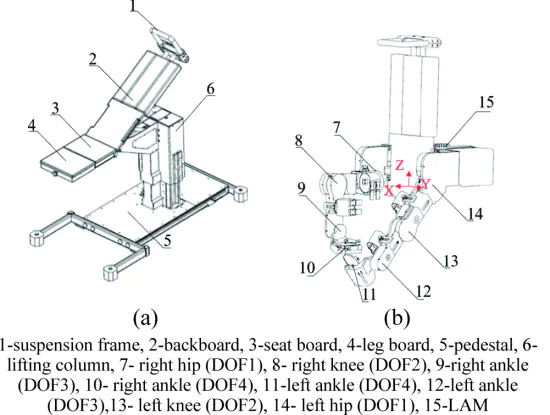 (a)
1
2
3
4
5
6
7
8
9
10
11
12
13
14
15
Z
X
Y
(a)
(b)
1-suspension frame, 2-backboard, 3-seat board, 4-leg board, 5-pedestal, 6-
lifting column, 7- right hip (DOF1), 8- right knee (DOF2), 9-right ankle
(DOF3), 10- right ankle (DOF4), 11-left ankle (DOF4), 12-left ankle
(DOF3),13- left knee (DOF2), 14- left hip (DOF1), 15-LAM